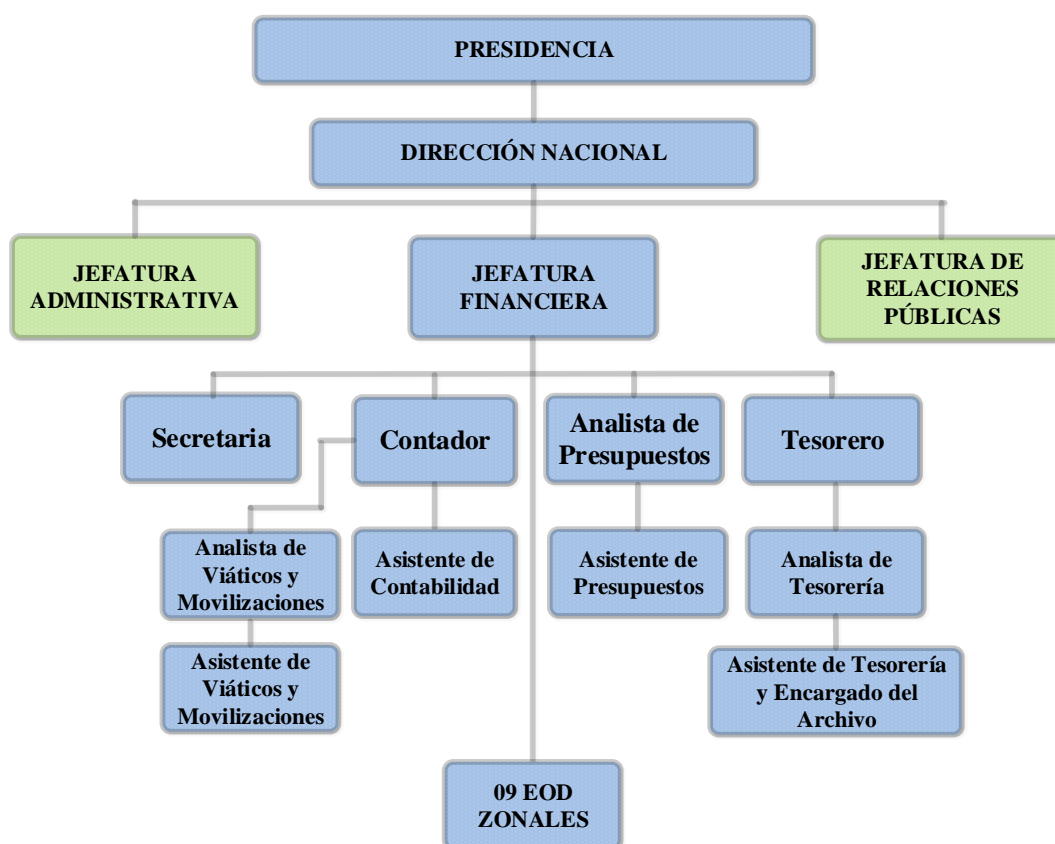 PRESIDENCIA
DIRECCIÓN NACIONAL
JEFATURA
ADMINISTRATIVA
JEFATURA
FINANCIERA
JEFATURA DE
RELACIONES
PÚBLICAS
Secretaria
Contador
Analista de
Presupuestos
Tesorero
Analista de
Viáticos y
Movilizaciones
Asistente de
Contabilidad
Asistente de
Presupuestos
Analista de
Tesorería
Asistente de
Viáticos y
Movilizaciones
Asistente de Tesorería
y Encargado del
Archivo
09 EOD
ZONALES